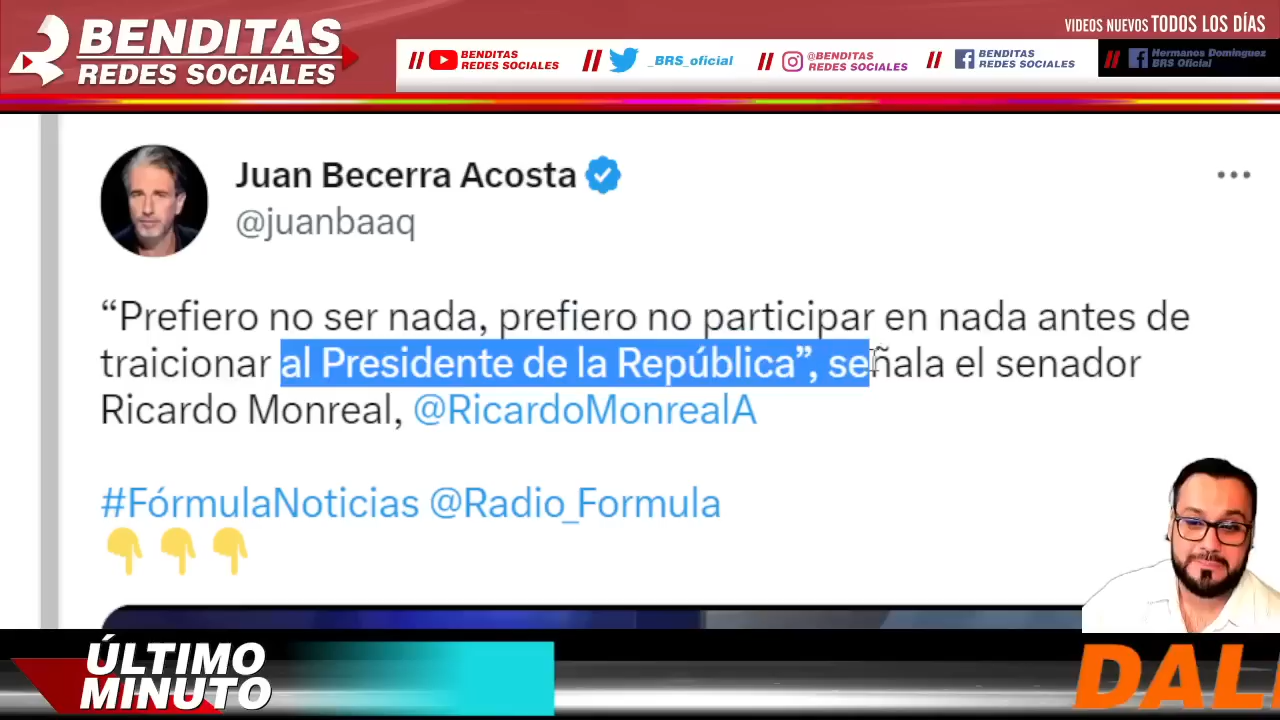 BENDITAS
REDES SOCIALES
VIDEOS NUEVOS TODOS LOS DÍAS
// BENDITAS REDES SOCIALES
// _BRS_oficial
// @BENDITAS REDES SOCIALES
// BENDITAS REDES SOCIALES
// Hermanos Dominguez BRS Oficial
Juan Becerra Acosta
@juanbaaq
“Prefiero no ser nada, prefiero no participar en nada antes de
traicionar al Presidente de la República”, señala el senador
Ricardo Monreal, @RicardoMonrealA
#FórmulaNoticias @Radio_Formula
ÚLTIMO
MINUTO